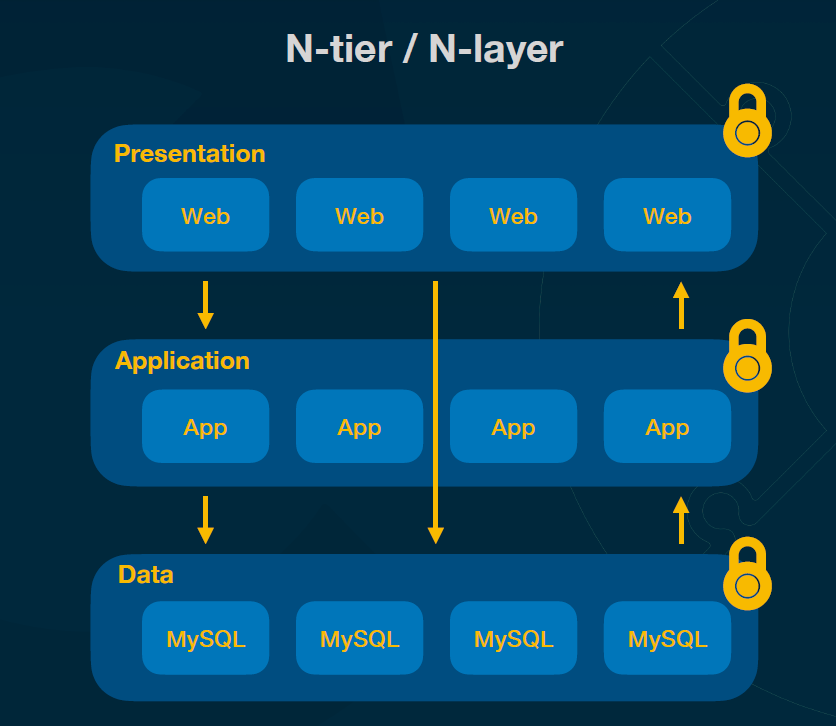 N-tier / N-layer
Presentation
Web Web Web Web
Application
App App App App
Data
MySQL MySQL MySQL MySQL